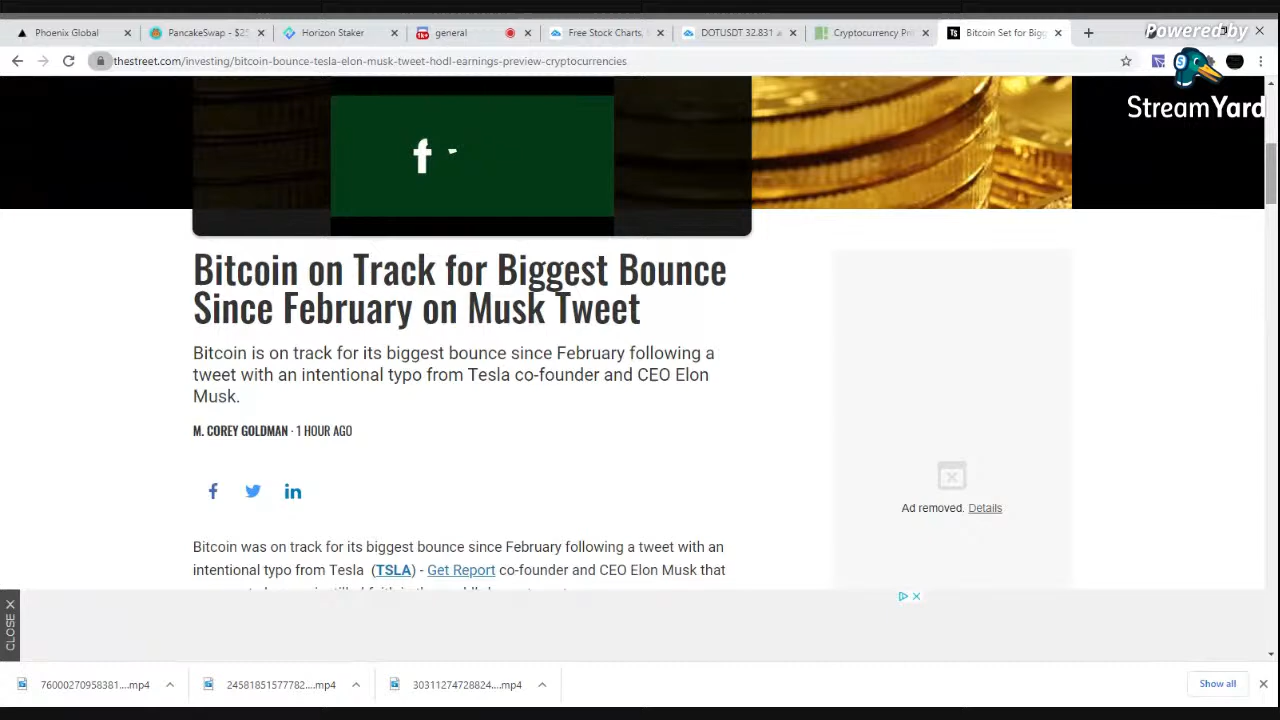 Phoenix Global
PancakeSwap - $2
Horizon Staker
general
Free Stock Charts,
DOTUSDT 32.831
Cryptocurrency Pri
Bitcoin Set for Bigg
Powered by
thestreet.com/investing/bitcoin-bounce-tesla-elon-musk-tweet-hodl-earnings-preview-cryptocurrencies
StreamYard
f
Bitcoin on Track for Biggest Bounce
Since February on Musk Tweet
Bitcoin is on track for its biggest bounce since February following a
tweet with an intentional typo from Tesla co-founder and CEO Elon
Musk.
M. COREY GOLDMAN · 1 HOUR AGO
Ad removed. Details
Bitcoin was on track for its biggest bounce since February following a tweet with an
intentional typo from Tesla (TSLA) - Get Report co-founder and CEO Elon Musk that
CLOSE X
76000270958381....mp4
24581851577782....mp4
30311274728824....mp4
Show all